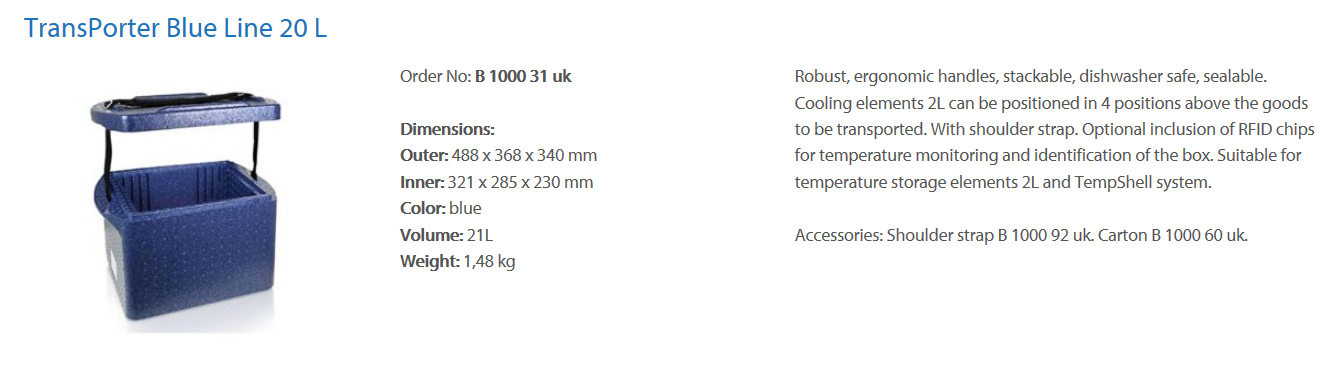 TransPorter Blue Line 20 L
Order No: B 1000 31 uk
Dimensions:
Outer: 488 x 368 x 340 mm
Inner: 321 x 285 x 230 mm
Color: blue
Volume: 21L
Weight: 1,48 kg
Robust, ergonomic handles, stackable, dishwasher safe, sealable.
Cooling elements 2L can be positioned in 4 positions above the goods
to be transported. With shoulder strap. Optional inclusion of RFID chips
for temperature monitoring and identification of the box. Suitable for
temperature storage elements 2L and TempShell system.
Accessories: Shoulder strap B 1000 92 uk. Carton B 1000 60 uk.